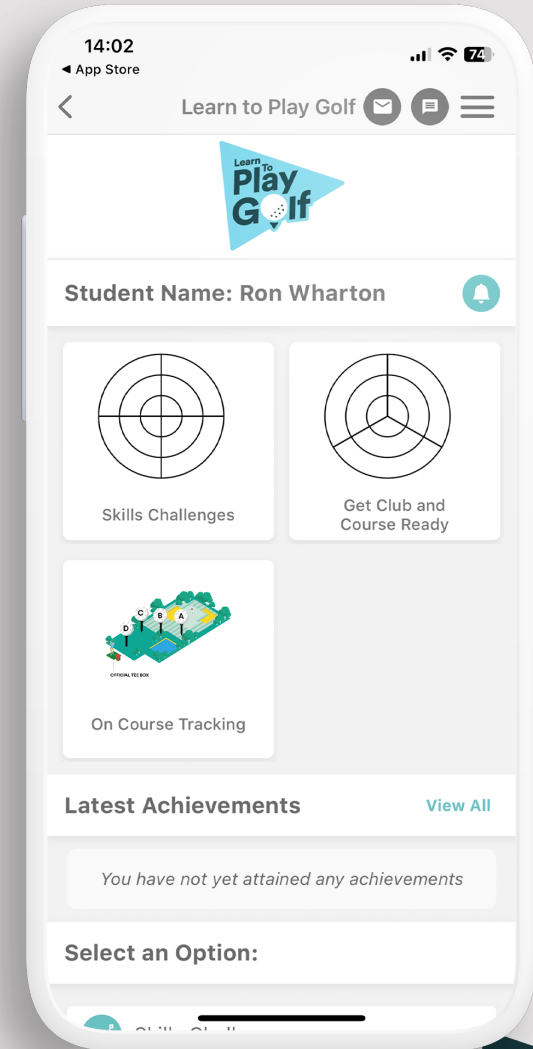 14:02
74
◀ App Store
Learn to Play Golf
Learn
To
Play
Golf
Student Name: Ron Wharton
Skills Challenges
Get Club and
Course Ready
D
C
B
A
OFFICIAL TEE BOX
On Course Tracking
Latest Achievements
View All
You have not yet attained any achievements
Select an Option: